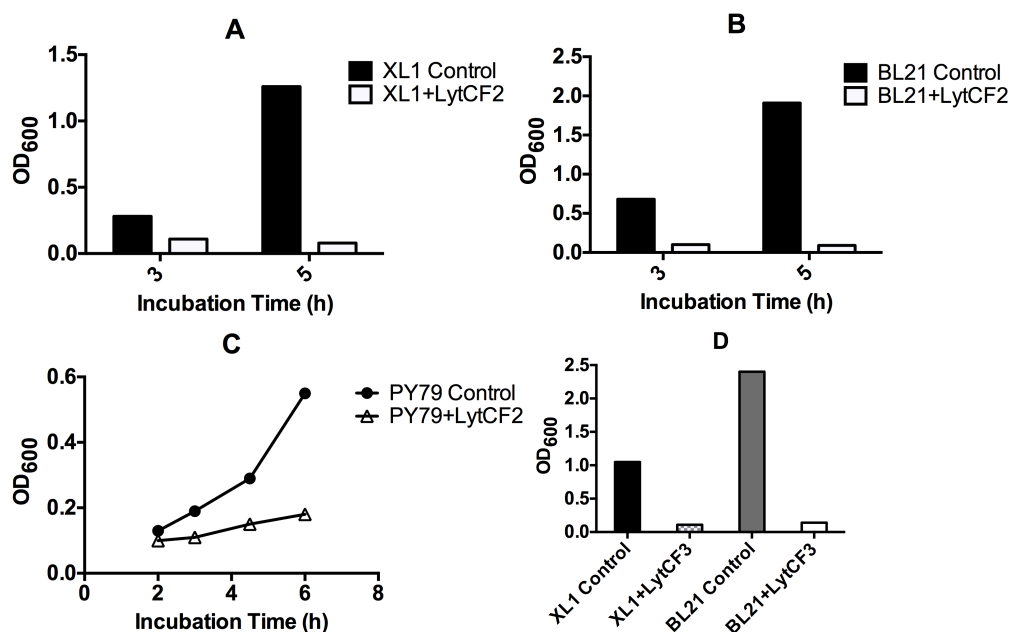 A
1.5
1.0
0.5
0.0
OD600
XL1 Control
XL1+LytCF2
3
5
Incubation Time (h)
B
2.5
2.0
1.5
1.0
0.5
0.0
OD600
BL21 Control
BL21+LytCF2
3
5
Incubation Time (h)
C
0.6
0.4
0.2
0.0
OD600
PY79 Control
PY79+LytCF2
0 2 4 6 8
Incubation Time (h)
D
2.5
2.0
1.5
1.0
0.5
0.0
OD600
XL1 Control
XL1+LytCF3
BL21 Control
BL21+LytCF3